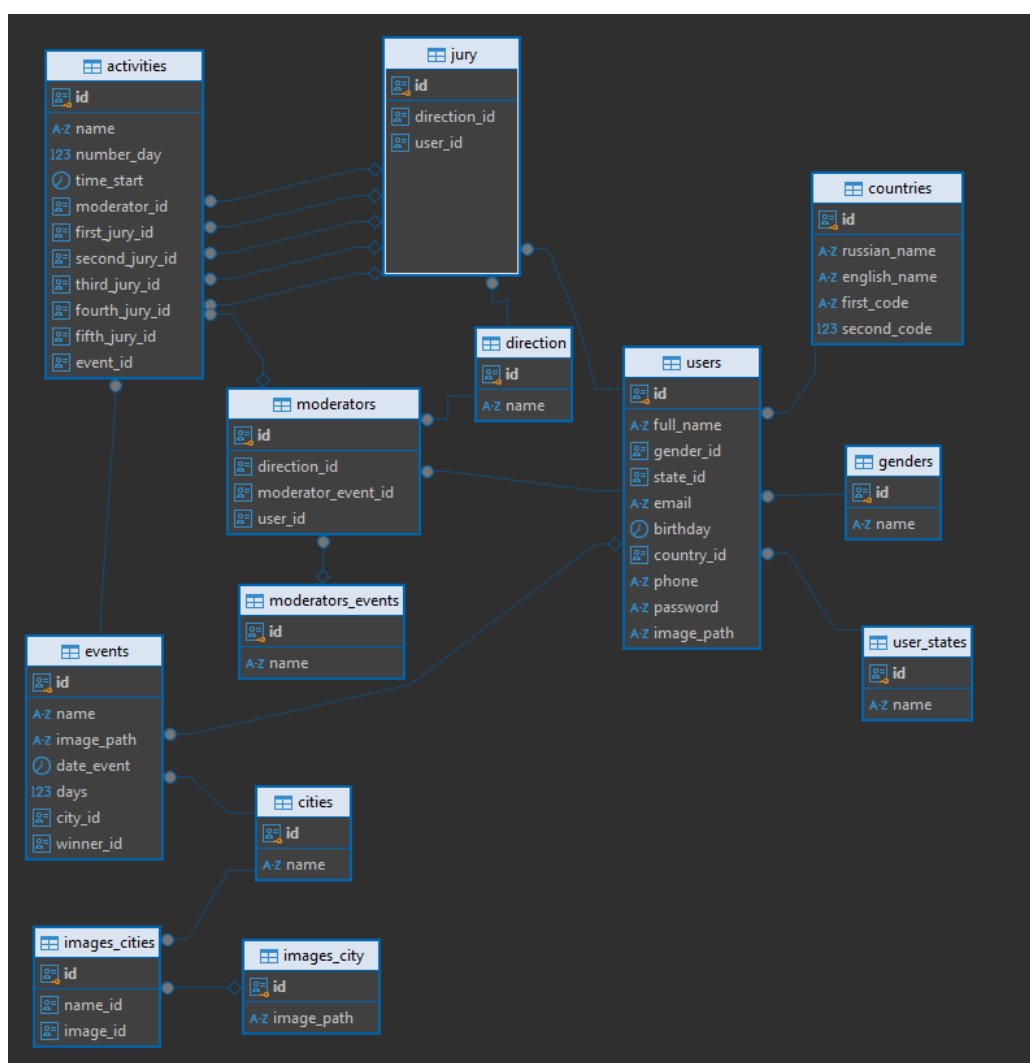 activities
id
A-Z name
123 number_day
time_start
moderator_id
first_jury_id
second_jury_id
third_jury_id
fourth_jury_id
fifth_jury_id
event_id
jury
id
direction_id
user_id
countries
id
A-Z russian_name
A-Z english_name
A-Z first_code
123 second_code
direction
id
A-Z name
users
id
A-Z full_name
gender_id
state_id
A-Z email
birthday
country_id
A-Z phone
A-Z password
A-Z image_path
moderators
id
direction_id
moderator_event_id
user_id
genders
id
A-Z name
moderators_events
id
A-Z name
user_states
id
A-Z name
events
id
A-Z name
A-Z image_path
date_event
123 days
city_id
winner_id
cities
id
A-Z name
images_cities
id
name_id
image_id
images_city
id
A-Z image_path